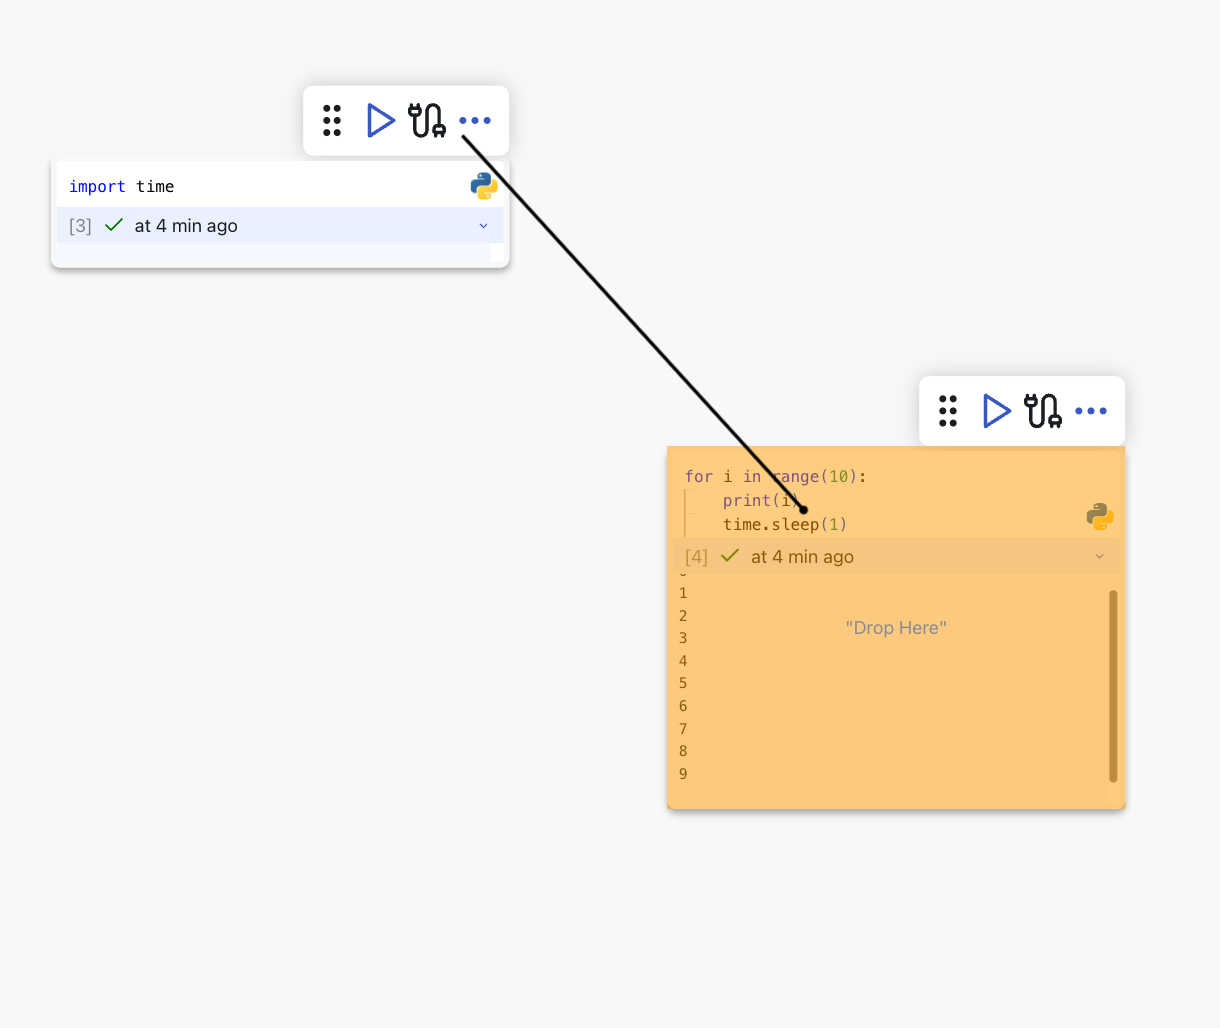 import time
[3] at 4 min ago
for i in range(10):
    print(i)
    time.sleep(1)
[4] at 4 min ago
1
2
"Drop Here"
3
4
5
6
7
8
9